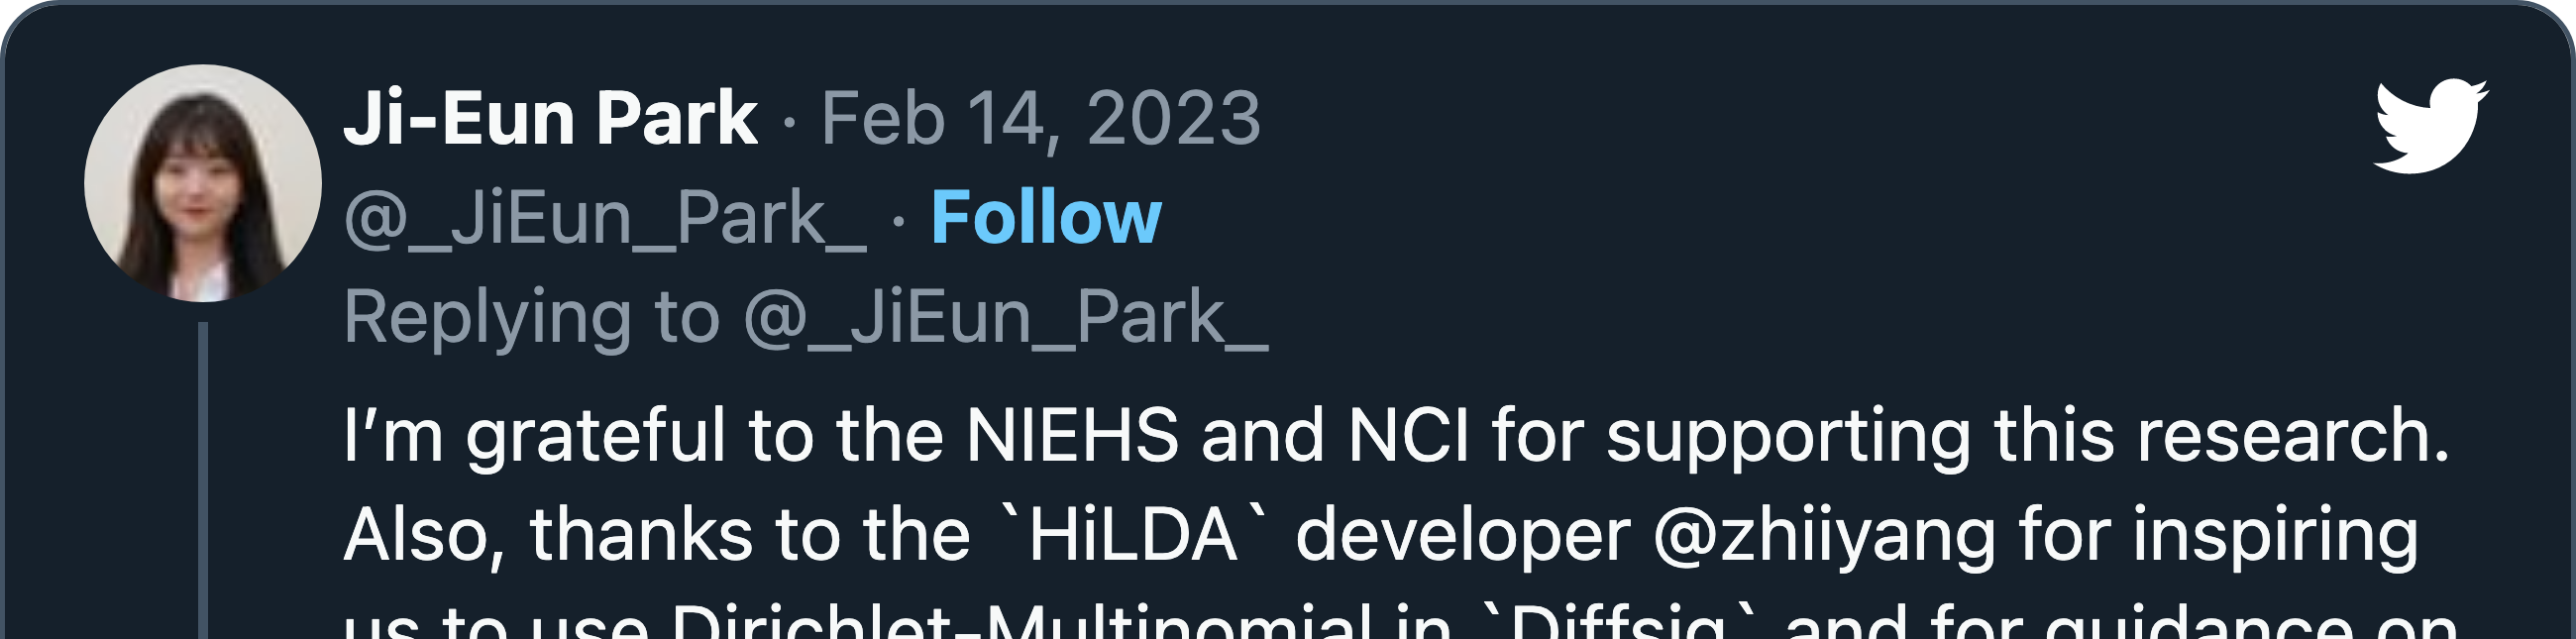 Ji-Eun Park · Feb 14, 2023
@_JiEun_Park_ · Follow
Replying to @_JiEun_Park_
I’m grateful to the NIEHS and NCI for supporting this research.
Also, thanks to the `HiLDA` developer @zhiiyang for inspiring
us to use Dirichlet-Multinomial in `Diffsig` and for guidance on